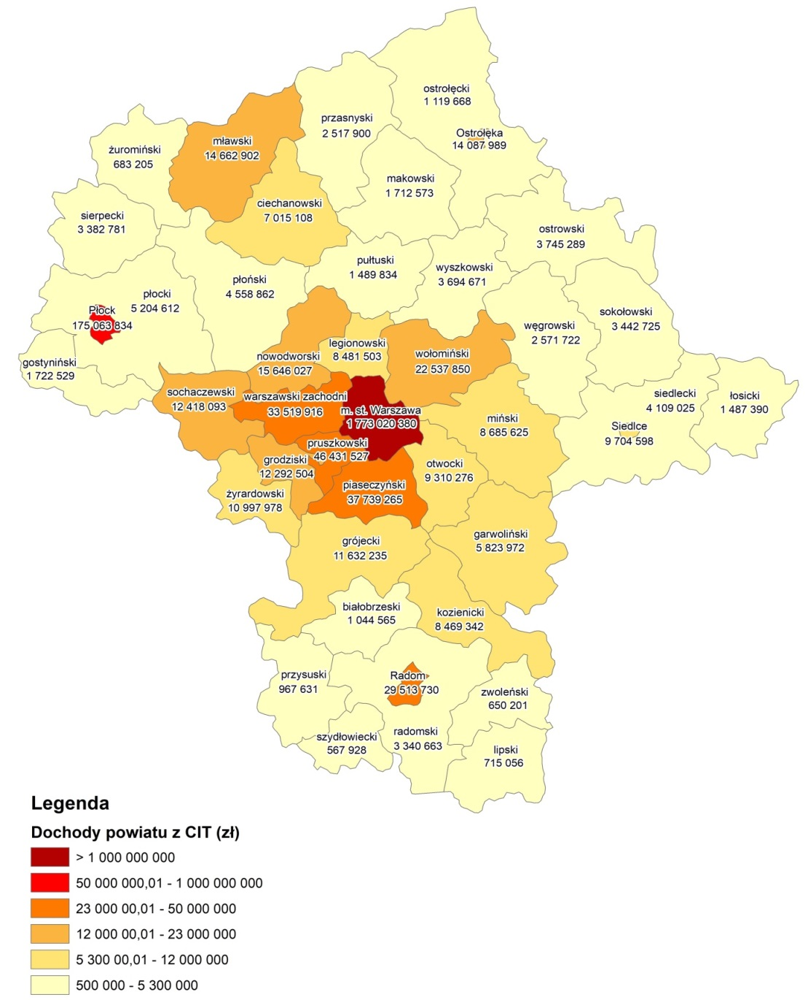 ostrołęcki
1 119 668
przasnyski
2 517 900
Ostrołęka
14 087 989
mławski
14 662 902
żuromiński
683 205
makowski
1 712 573
ciechanowski
7 015 108
sierpecki
3 382 781
ostrowski
3 745 289
pułtuski
1 489 834
wyszkowski
3 694 671
płoński
4 558 862
płocki
5 204 612
Płock
175 063 834
sokołowski
3 442 725
węgrowski
2 571 722
legionowski
8 481 503
nowodworski
15 646 027
wołomiński
22 537 850
gostyniński
1 722 529
sochaczewski
12 418 093
warszawski zachodni
33 519 916
m. st. Warszawa
1 773 020 380
siedlecki
4 109 025
łosicki
1 487 390
miński
8 685 625
Siedlce
9 704 598
pruszkowski
46 431 527
grodziski
12 292 504
otwocki
9 310 276
piaseczyński
37 739 265
żyrardowski
10 997 978
garwoliński
5 823 972
grójecki
11 632 235
białobrzeski
1 044 565
kozienicki
8 469 342
przysuski
967 631
Radom
29 513 730
zwoleński
650 201
szydłowiecki
567 928
radomski
3 340 663
lipski
715 056
Legenda
Dochody powiatu z CIT (zł)
> 1 000 000 000
50 000 000,01 - 1 000 000 000
23 000 00,01 - 50 000 000
12 000 00,01 - 23 000 000
5 300 00,01 - 12 000 000
500 000 - 5 300 000